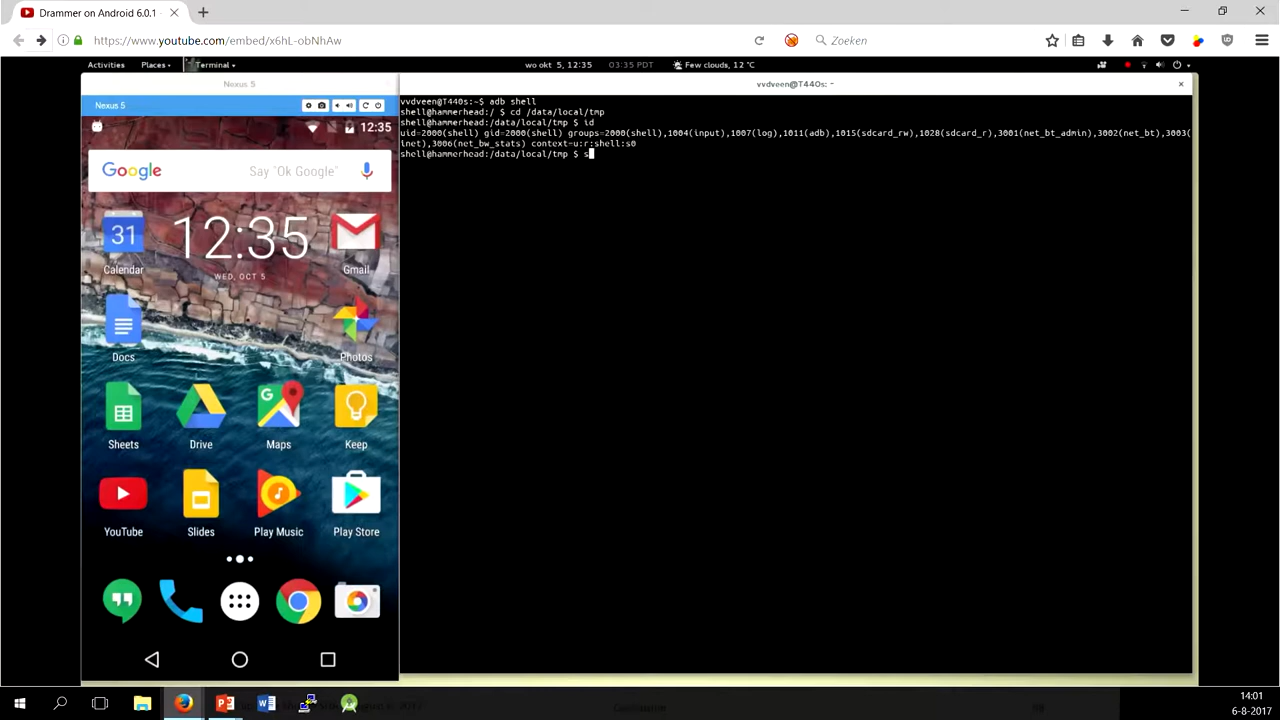 Drammer on Android 6.0.1
https://www.youtube.com/embed/x6hL-obNhAw
Zoeken
Activities
Places
Terminal
wo okt 5, 12:35
03:35 PDT
Few clouds, 12 °C
Nexus 5
vvdveen@T440s: ~
Nexus 5
12:35
Google
Say "Ok Google"
31
Calendar
12:35
WED, OCT 5
Gmail
Docs
Photos
Sheets
Drive
Maps
Keep
YouTube
Slides
Play Music
Play Store
vvdveen@T440s:~$ adb shell
shell@hammerhead:/ $ cd /data/local/tmp
shell@hammerhead:/data/local/tmp $ id
uid=2000(shell) gid=2000(shell) groups=2000(shell),1004(input),1007(log),1011(adb),1015(sdcard_rw),1028(sdcard_r),3001(net_bt_admin),3002(net_bt),3003(
inet),3006(net_bw_stats) context=u:r:shell:s0
shell@hammerhead:/data/local/tmp $ s
14:01
6-8-2017